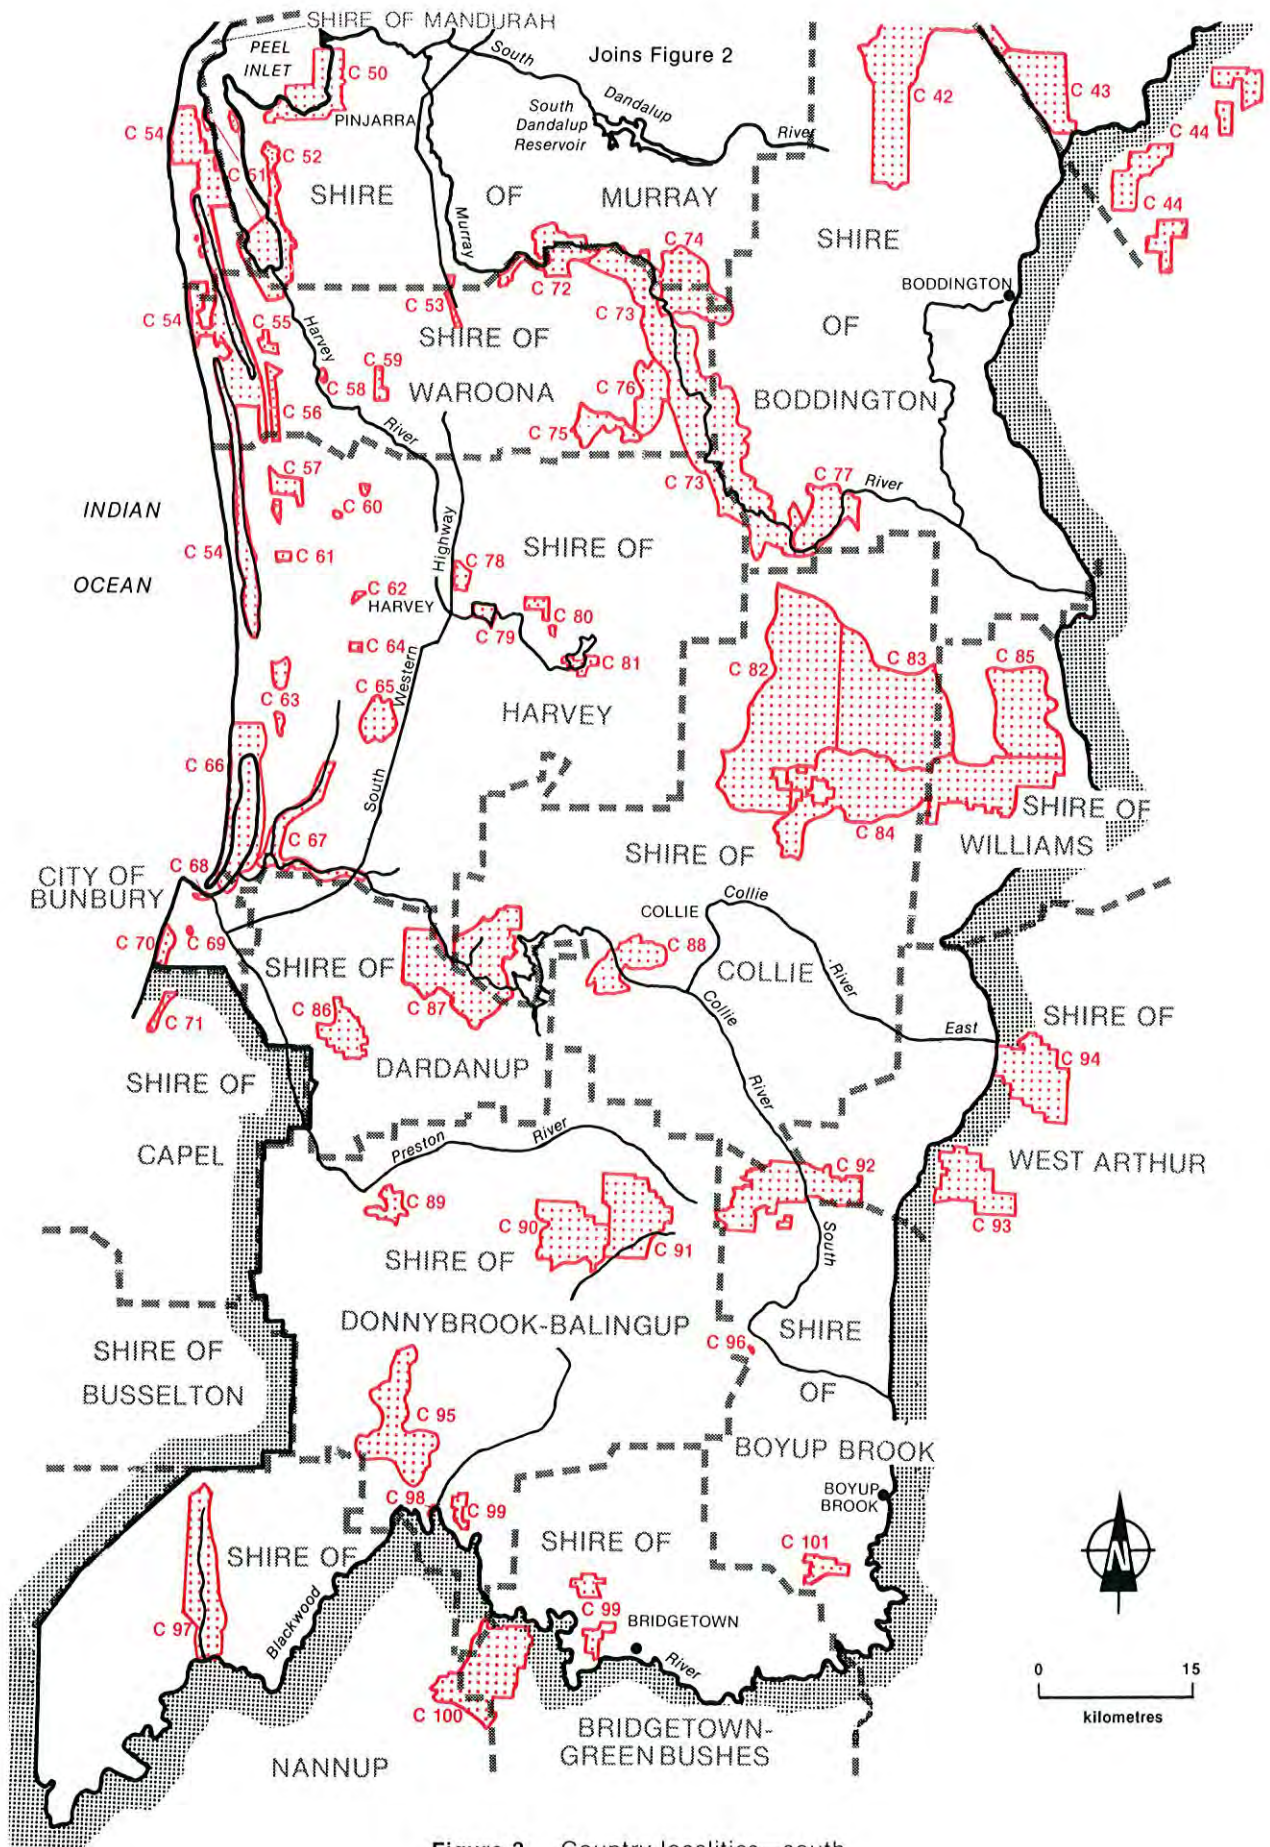 SHIRE OF MANDURAH
PEEL
INLET
C 50
South
Joins Figure 2
PINJARRA
South
Dandalup
Reservoir
Dandalup
River
C 42
C 43
C 44
C 44
C 54
C 52
C 51
SHIRE
OF
MURRAY
Murray
SHIRE
C 74
C 72
C 73
BODDINGTON
C 53
C 54
C 55
Harvey
SHIRE OF
OF
C 59
C 58
C 76
WAROONA
BODDINGTON
C 56
River
C 75
C 57
C 73
C 77
River
INDIAN
C 60
Highway
SHIRE OF
C 54
C 61
C 78
OCEAN
C 62
HARVEY
C 80
C 79
C 64
C 81
C 82
C 83
C 85
South
Western
C 65
C 63
HARVEY
C 66
South
SHIRE OF
C 84
C 67
SHIRE OF
WILLIAMS
C 68
CITY OF
BUNBURY
COLLIE
Collie
C 70
C 69
C 88
SHIRE OF
COLLIE
River
C 86
C 87
Collie
C 71
East
SHIRE OF
C 94
DARDANUP
SHIRE OF
River
Preston
River
CAPEL
WEST ARTHUR
C 92
C 89
C 93
C 90
South
SHIRE OF
C 91
DONNYBROOK-BALINGUP
SHIRE
C 96
SHIRE OF
BUSSELTON
OF
C 95
BOYUP BROOK
BOYUP
BROOK
C 98
C 99
SHIRE OF
SHIRE OF
C 101
N
C 99
BRIDGETOWN
Blackwood
C 97
River
0
15
kilometres
C 100
BRIDGETOWN-
GREENBUSHES
NANNUP